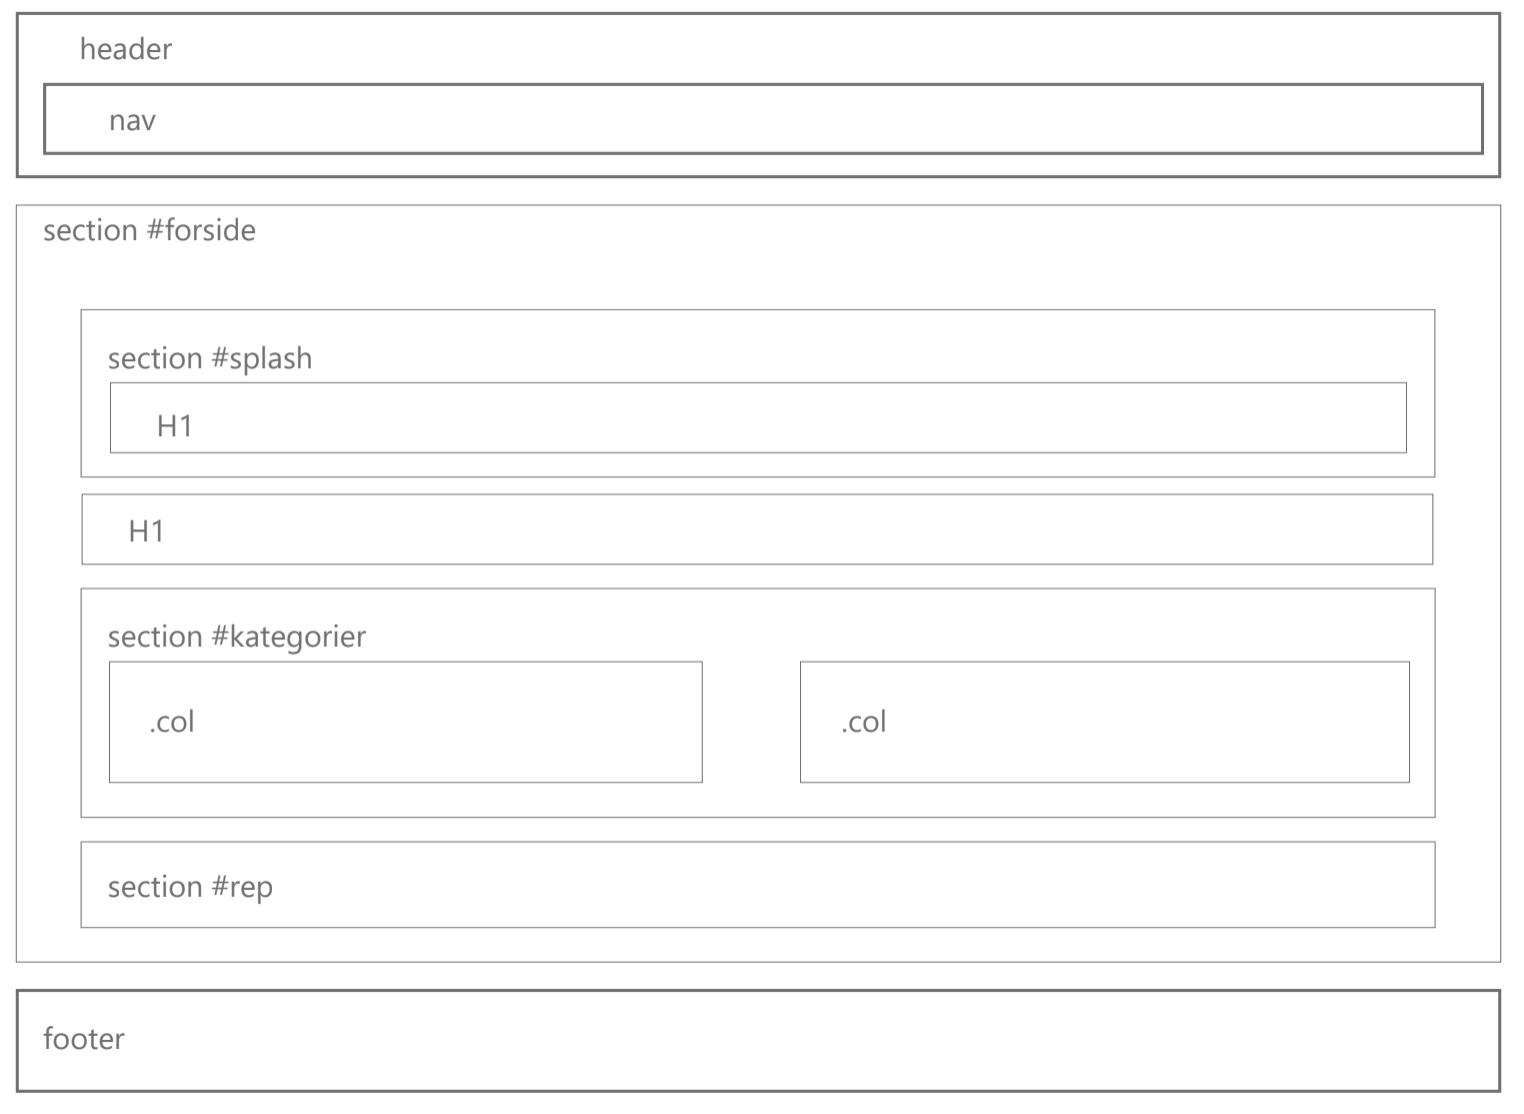 header
nav
section #forside
section #splash
H1
H1
section #kategorier
.col
.col
section #rep
footer